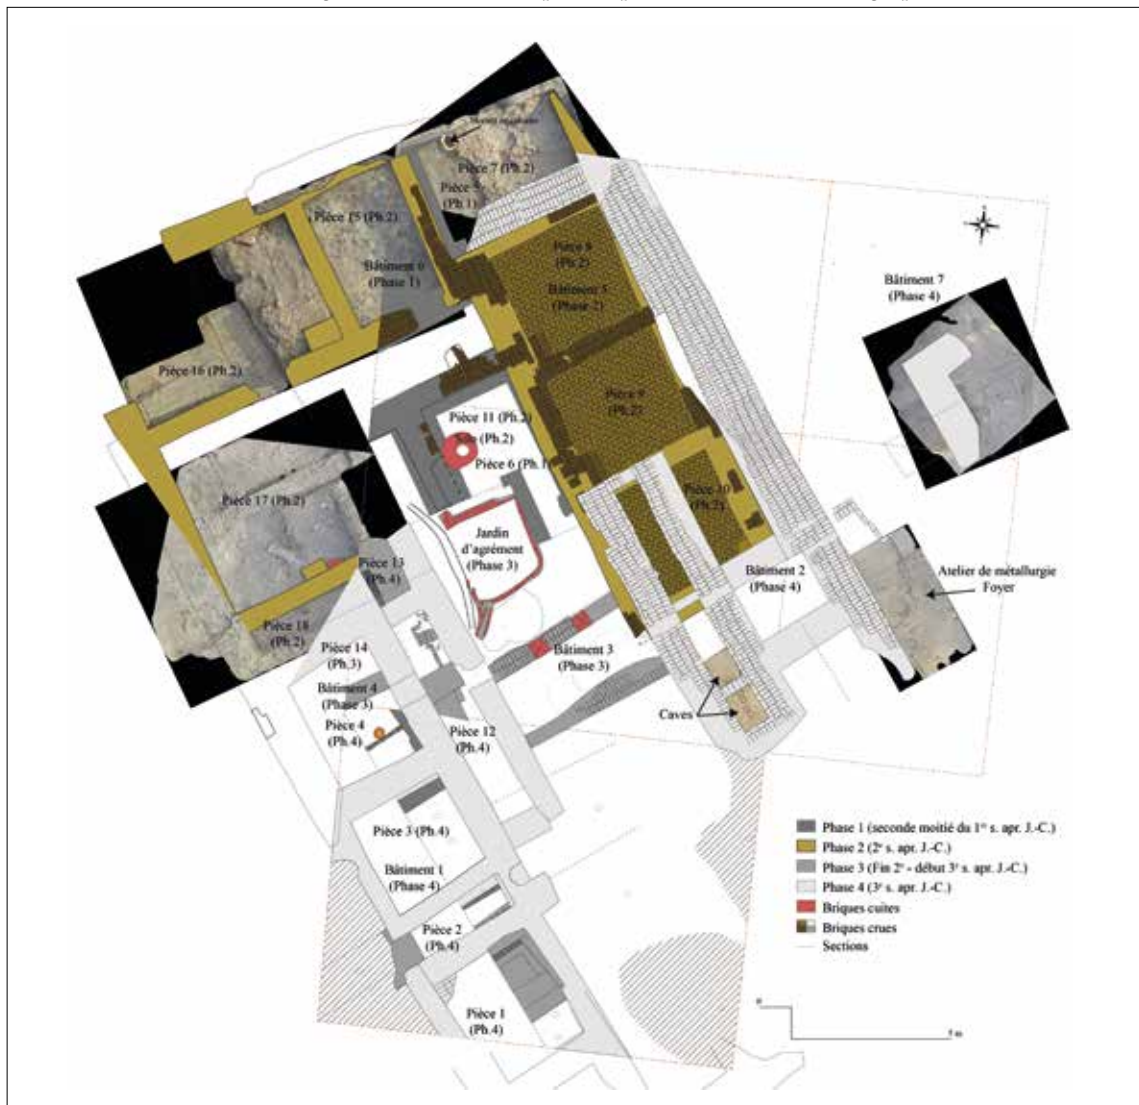 Pièce 7 (Ph.2)
Pièce 5
(Ph.1)
Pièce 15 (Ph.2)
Bâtiment 6
(Phase 1)
Pièce 8
(Ph.2)
Bâtiment 5
(Phase 2)
Bâtiment 7
(Phase 4)
Pièce 16 (Ph.2)
Pièce 9
(Ph.2)
Pièce 11 (Ph.2)
Silo (Ph.2)
Pièce 6 (Ph.1
Pièce 10
(Ph.2)
Pièce 17 (Ph.2)
Jardin
d'agrément
(Phase 3)
Pièce 13
(Ph.4)
Bâtiment 2
(Phase 4)
Atelier de métallurgie
Foyer
Pièce 18
(Ph.2)
Pièce 14
(Ph.3)
Bâtiment 3
(Phase 3)
Bâtiment 4
(Phase 3)
Caves
Pièce 4
(Ph.4)
Pièce 12
(Ph.4)
Pièce 3 (Ph.4)
Bâtiment 1
(Phase 4)
Pièce 2
(Ph.4)
Pièce 1
(Ph.4)
Phase 1 (seconde moitié du 1er s. apr. J.-C.)
Phase 2 (2e s. apr. J.-C.)
Phase 3 (Fin 2e - début 3e s. apr. J.-C.)
Phase 4 (3e s. apr. J.-C.)
Briques cuites
Briques crues
Sections
0
5 m